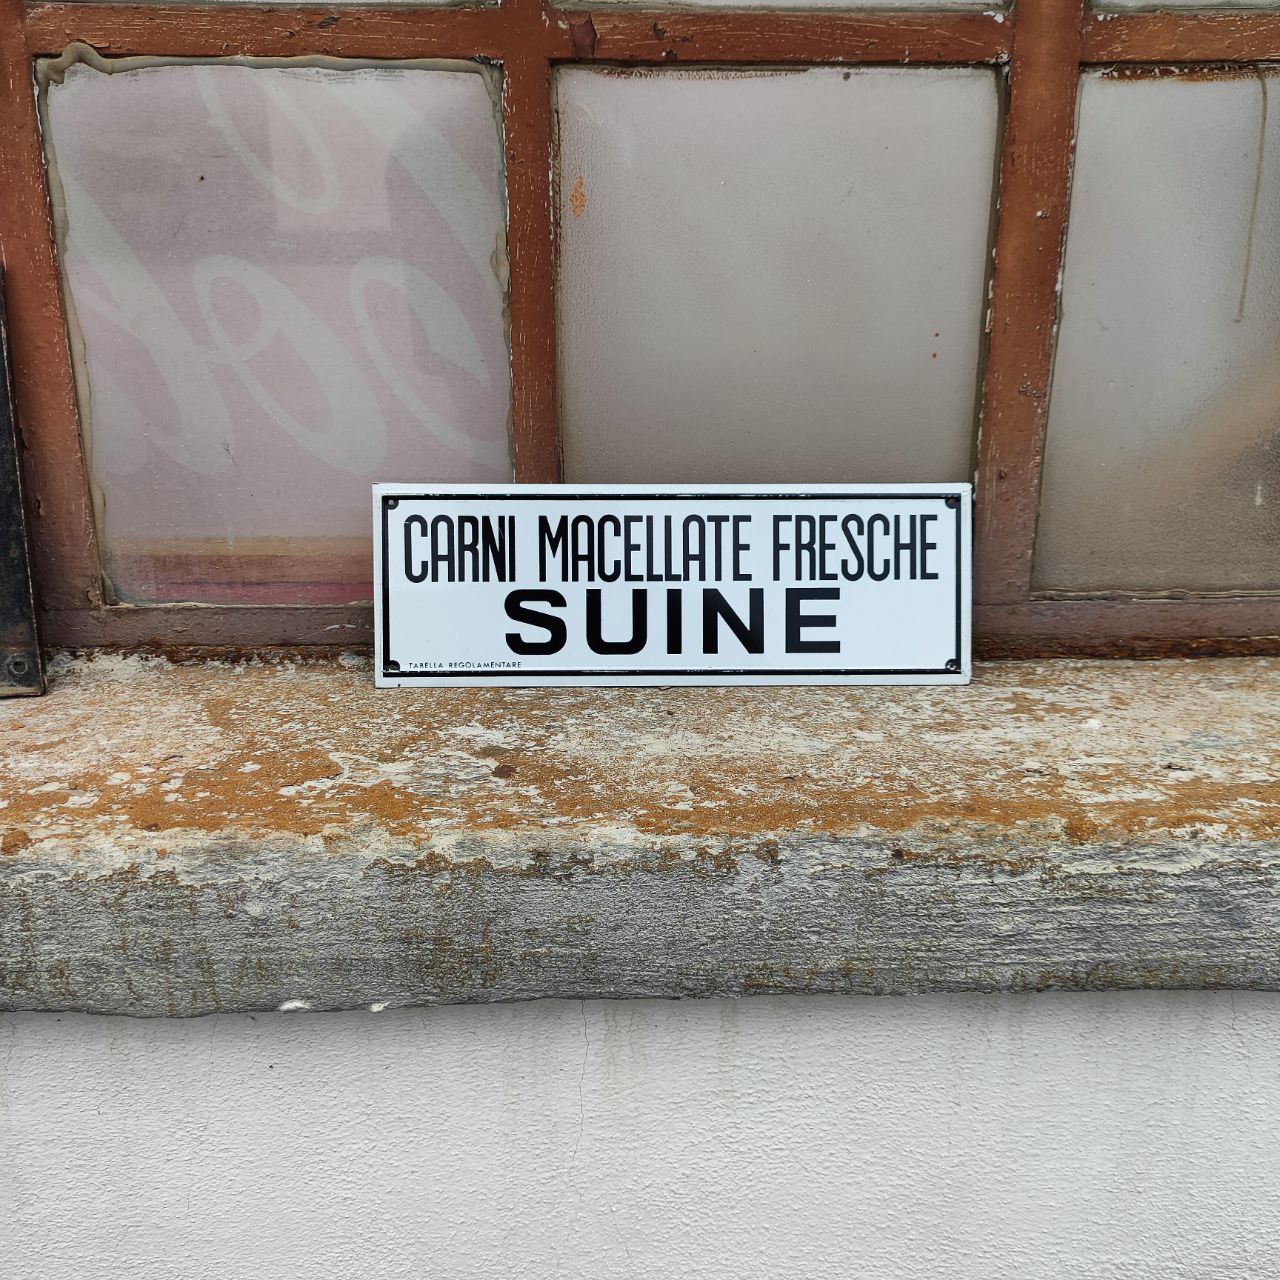 CARNI MACELLATE FRESCHE
SUINE
TABELLA REGOLAMENTARE